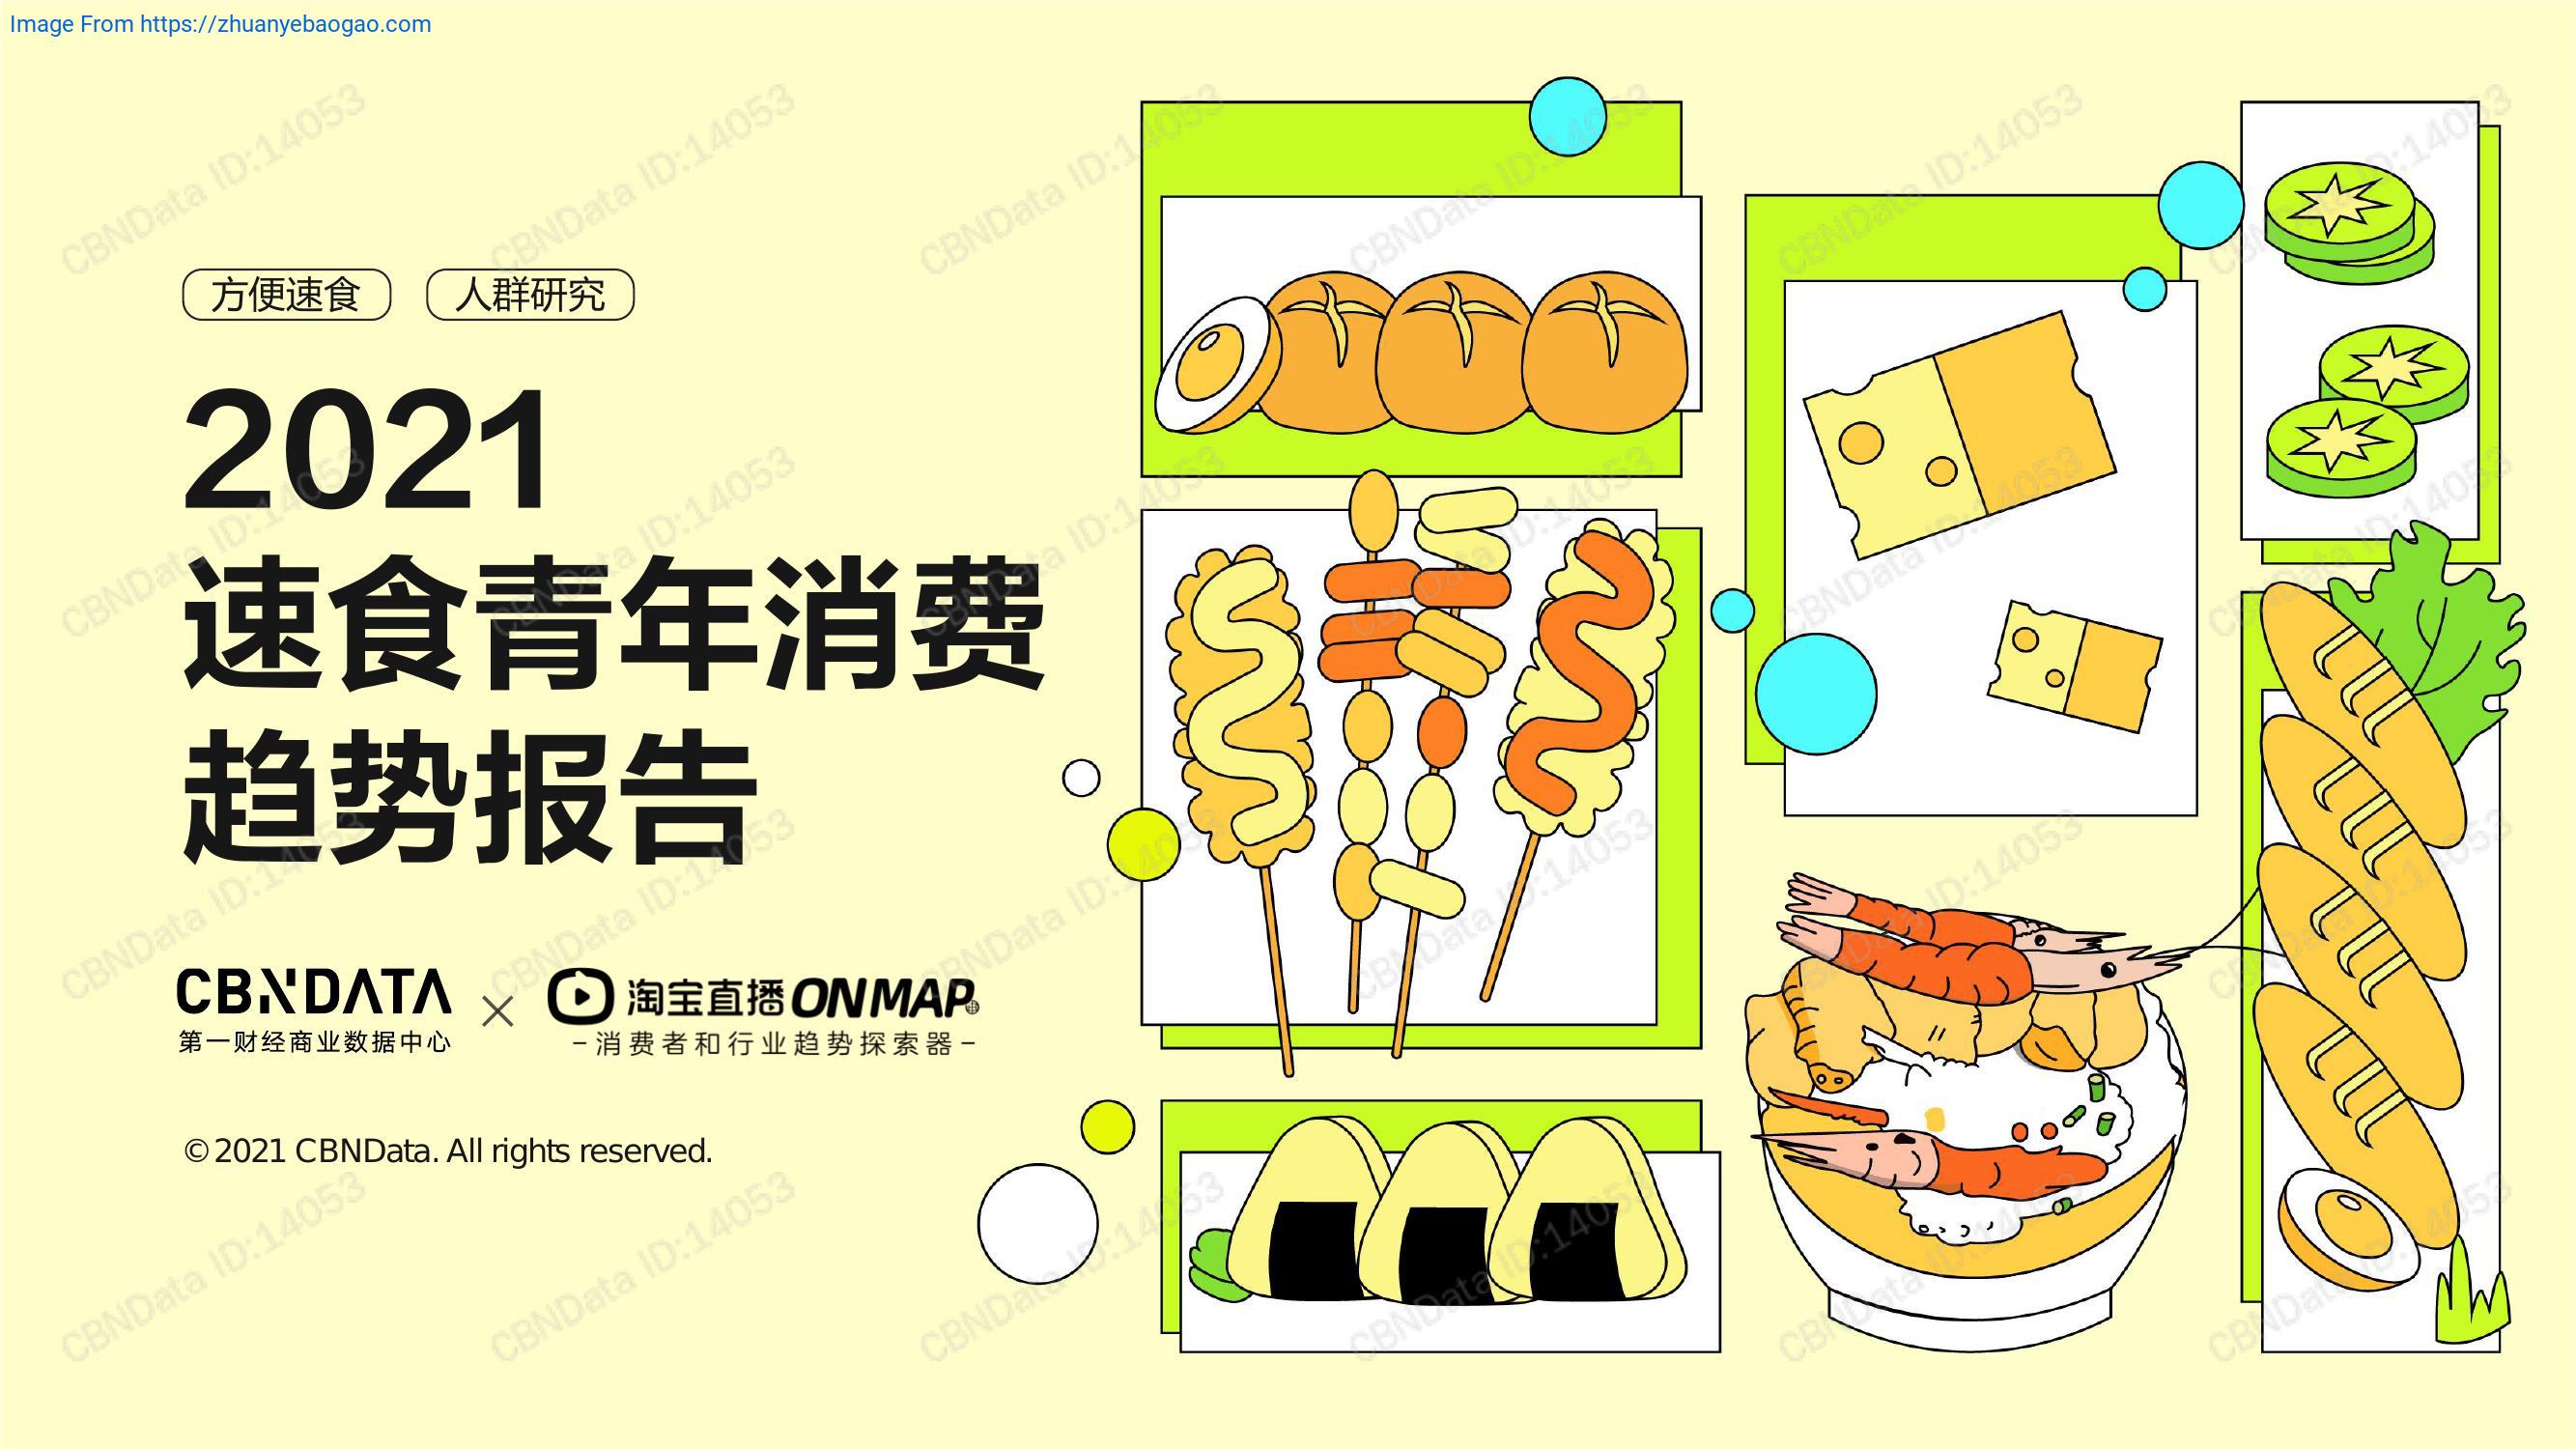 Image From https://zhuanyebaogao.com
方便速食 人群研究
2021
速食青年消费
趋势报告
CBNDATA × 淘宝直播ON MAP
第一财经商业数据中心 -消费者和行业趋势探索器-
©2021 CBNData. All rights reserved.
CBNData ID:14053